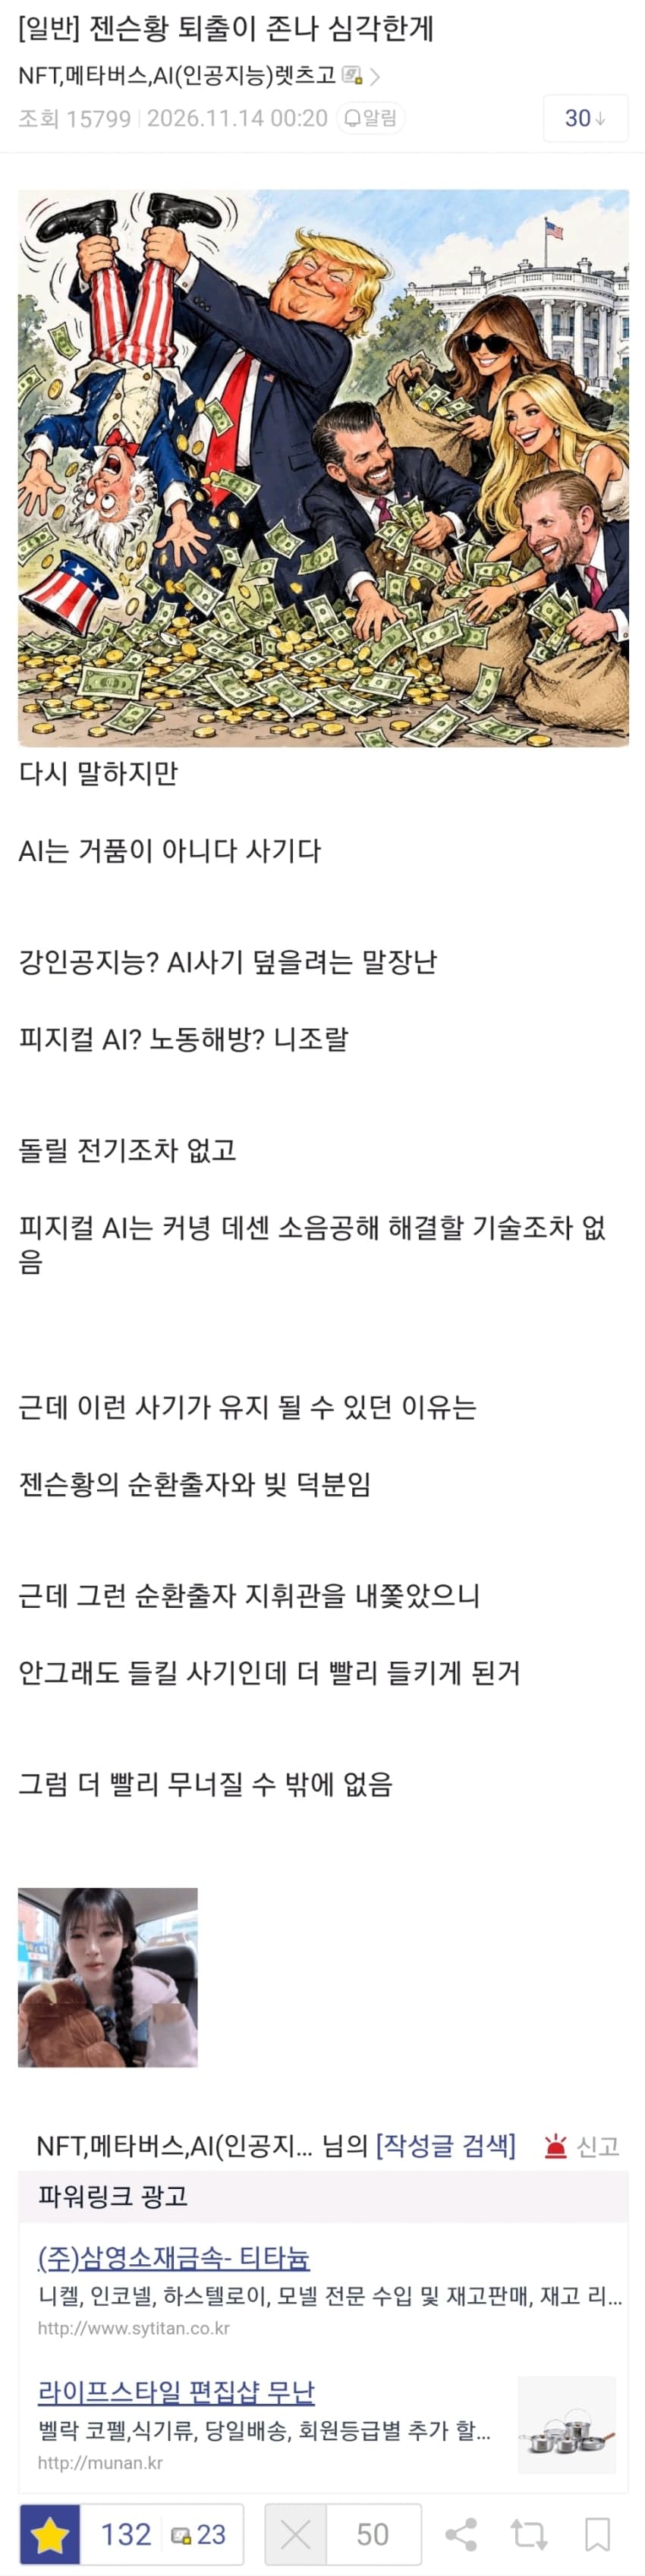 [일반] 젠슨황 퇴출이 존나 심각한게
NFT,메타버스,AI(인공지능)렛츠고
조회 15799 2026.11.14 00:20 알림
30↓
다시 말하지만
AI는 거품이 아니다 사기다
강인공지능? AI사기 덮을려는 말장난
피지컬 AI? 노동해방? 니조랄
돌릴 전기조차 없고
피지컬 AI는 커녕 데센 소음공해 해결할 기술조차 없
음
근데 이런 사기가 유지 될 수 있던 이유는
젠슨황의 순환출자와 빚 덕분임
근데 그런 순환출자 지휘관을 내쫓았으니
안그래도 들킬 사기인데 더 빨리 들키게 된거
그럼 더 빨리 무너질 수 밖에 없음
NFT,메타버스,AI(인공지... 님의 [작성글 검색] 신고
파워링크 광고
(주)삼영소재금속- 티타늄
니켈, 인코넬, 하스텔로이, 모넬 전문 수입 및 재고판매, 재고 리...
http://www.sytitan.co.kr
라이프스타일 편집샵 무난
벨락 코펠,식기류, 당일배송, 회원등급별 추가 할...
http://munan.kr
132 23 50